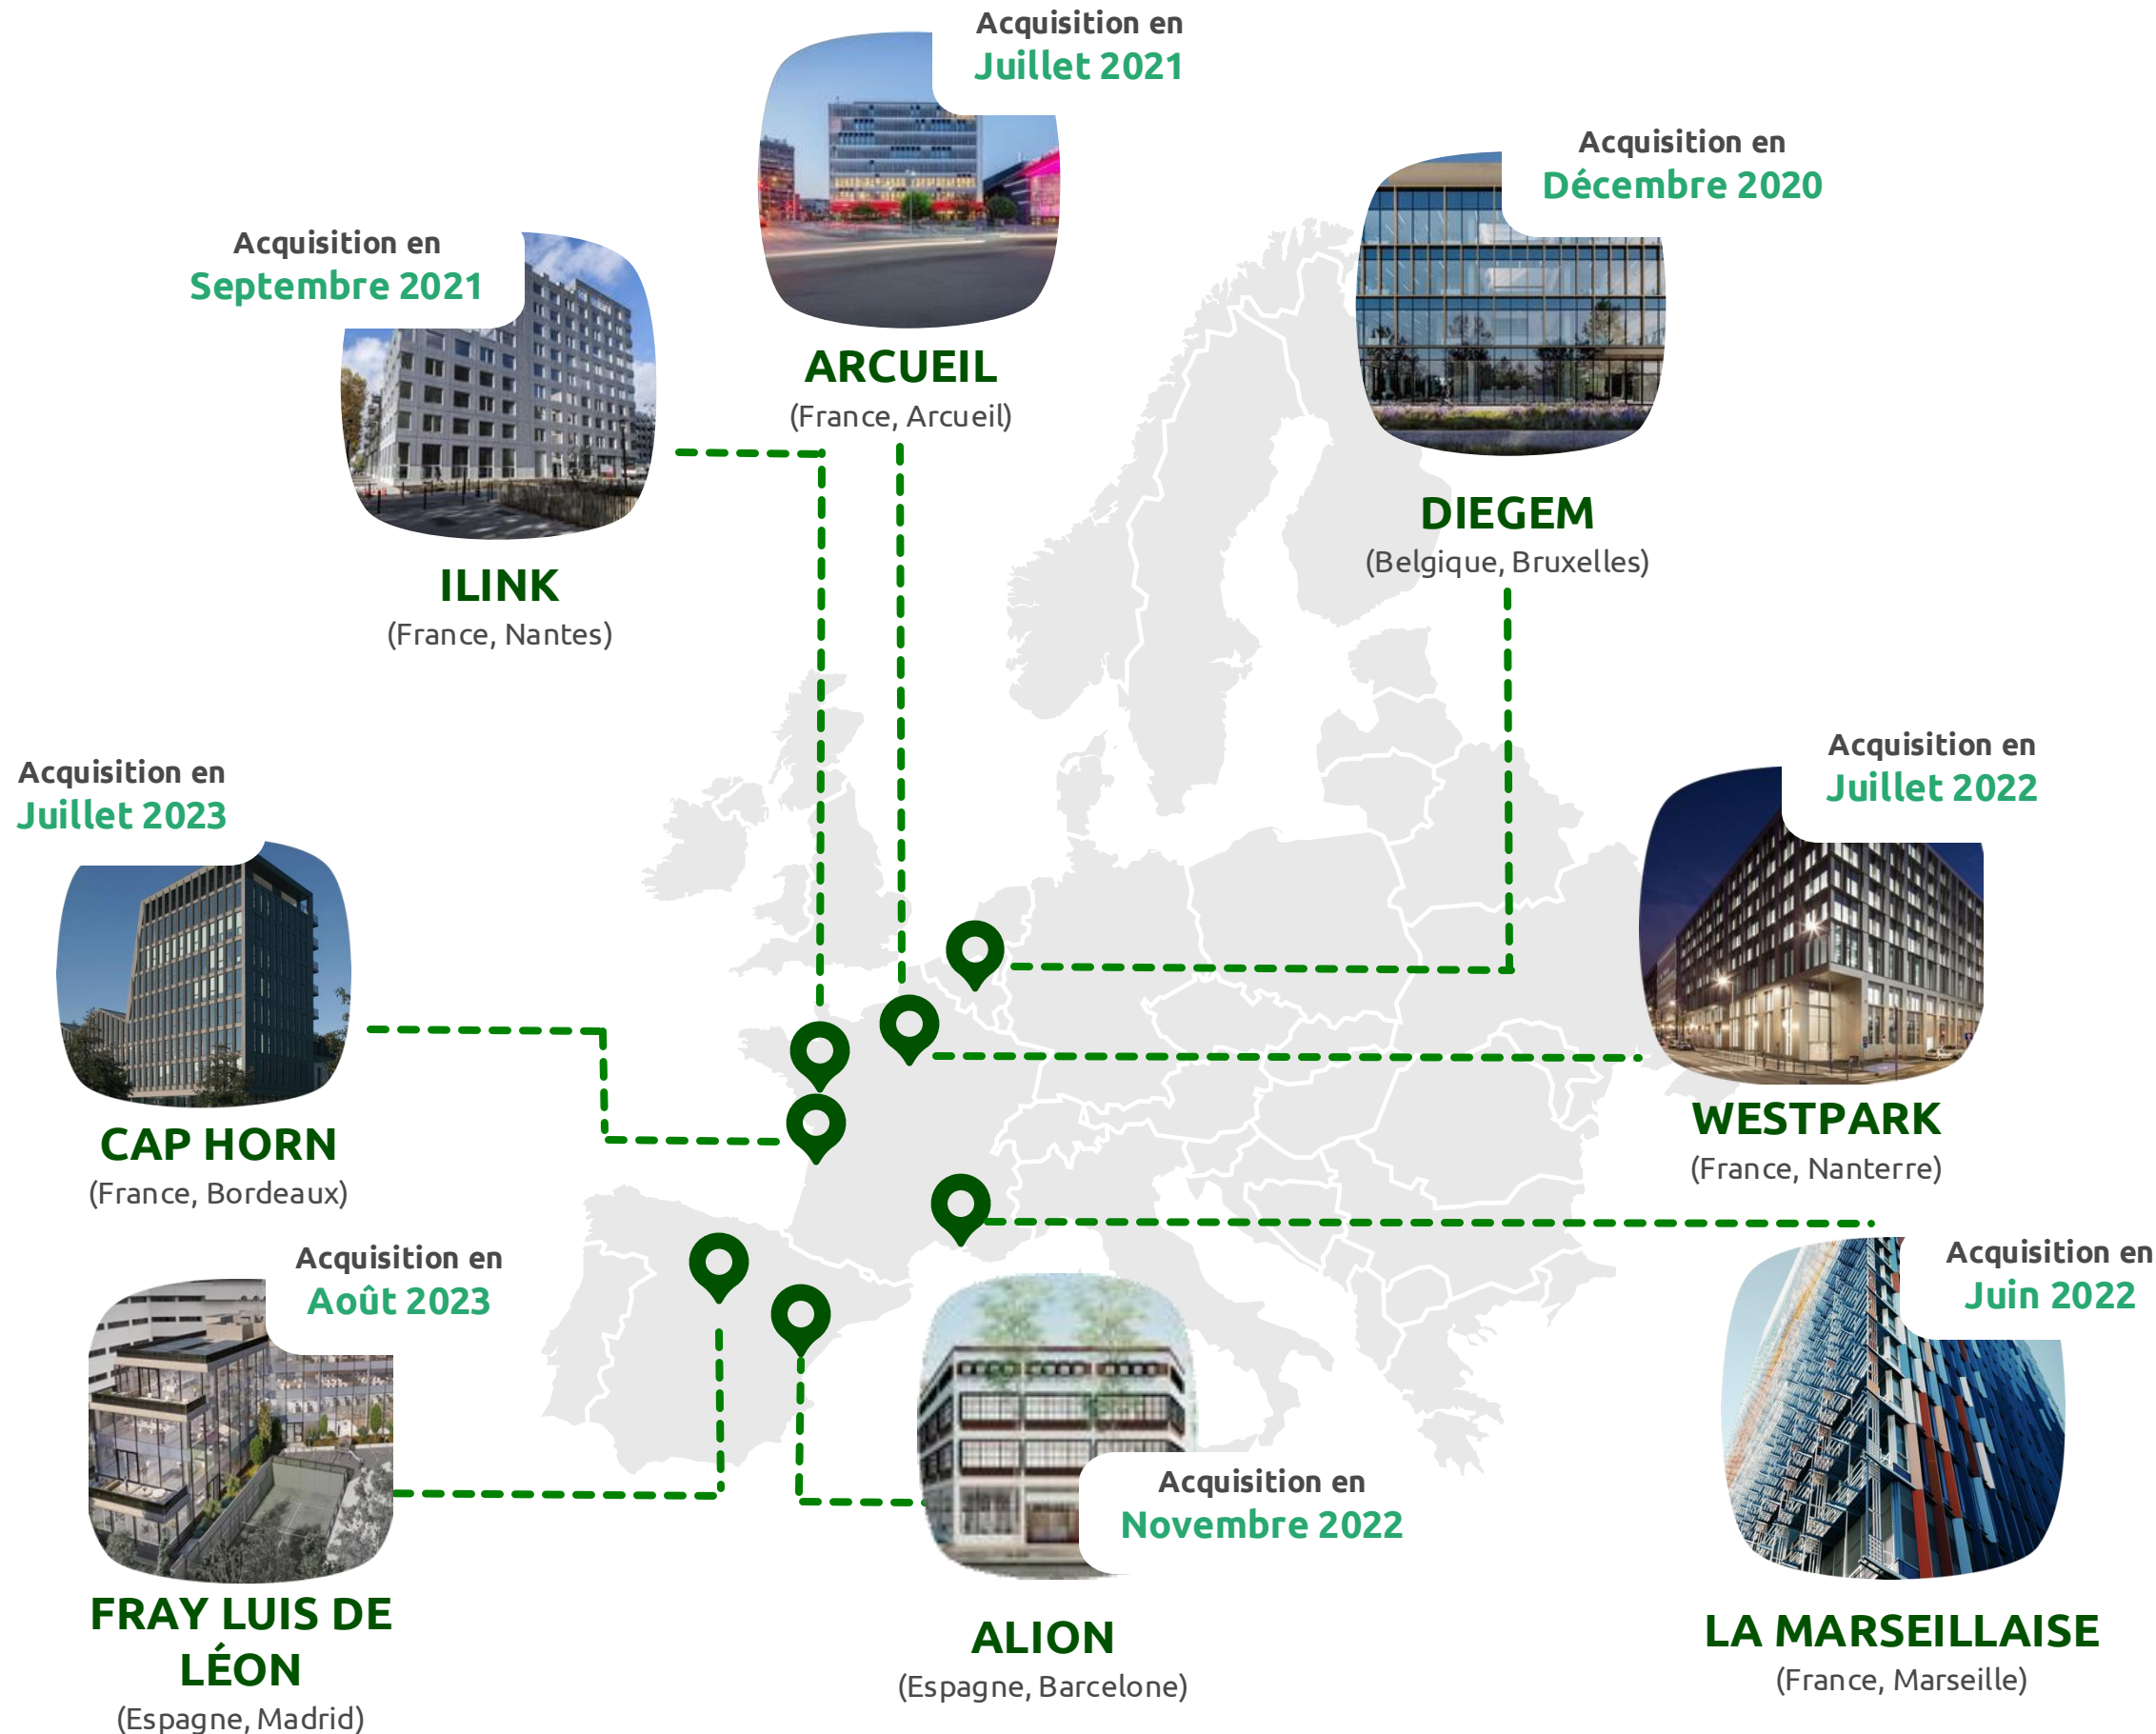 Acquisition en
Juillet 2021
ARCUEIL
(France, Arcueil)
Acquisition en
Décembre 2020
DIEGEM
(Belgique, Bruxelles)
Acquisition en
Septembre 2021
ILINK
(France, Nantes)
Acquisition en
Juillet 2022
WESTPARK
(France, Nanterre)
Acquisition en
Juillet 2023
CAP HORN
(France, Bordeaux)
Acquisition en
Août 2023
FRAY LUIS DE
LÉON
(Espagne, Madrid)
Acquisition en
Novembre 2022
ALION
(Espagne, Barcelone)
Acquisition en
Juin 2022
LA MARSEILLAISE
(France, Marseille)